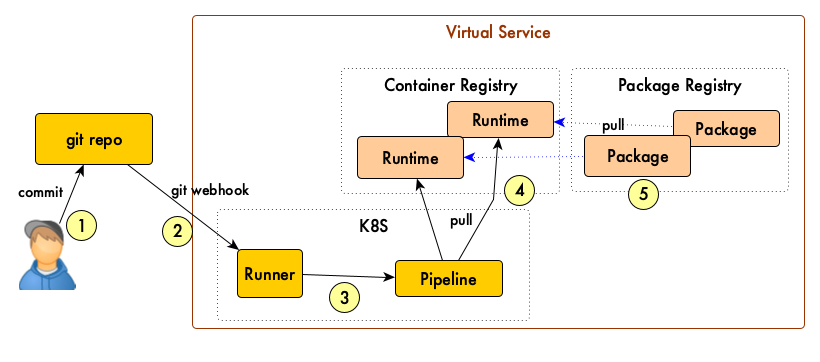 Virtual Service
Container Registry
Package Registry
Runtime
pull
Package
git repo
Runtime
Package
commit
git webhook
4
5
1
2
K8S
pull
Runner
Pipeline
3